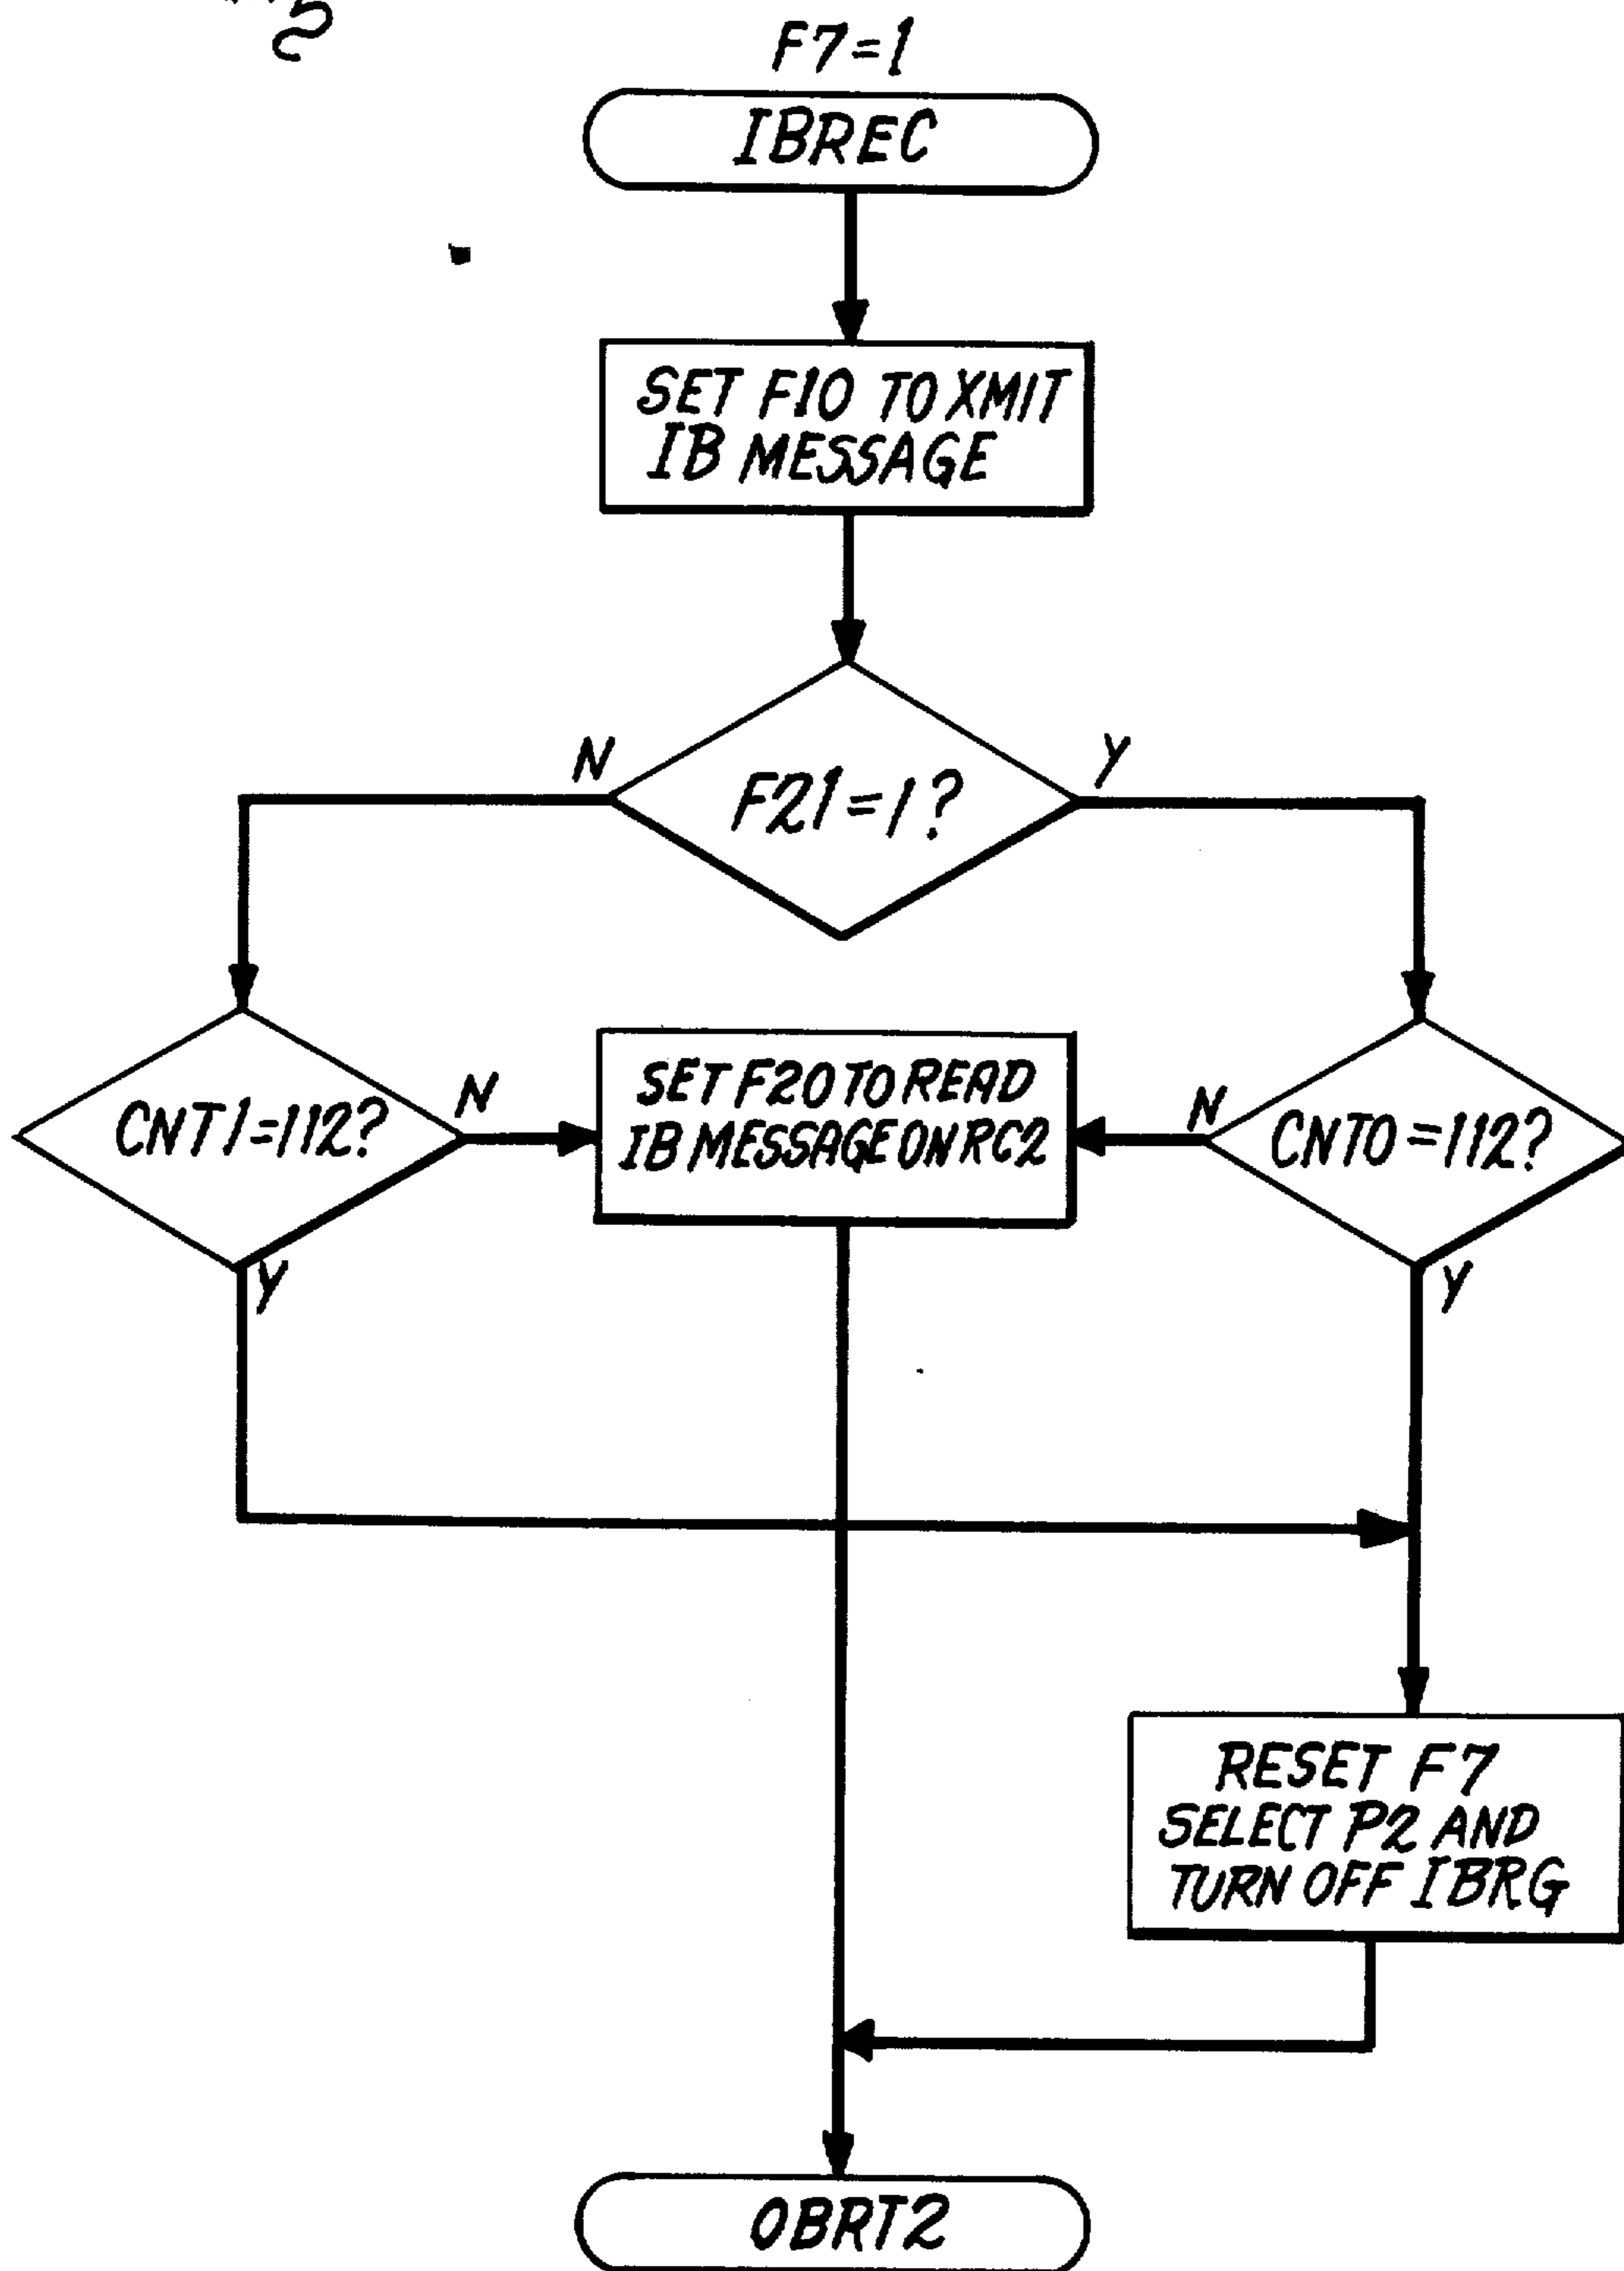 F7=1
IBREC
SET F10 TO XMIT
IB MESSAGE
N
Y
F21=1?
CNT1=112?
N
SET F20 TO READ
IB MESSAGE ON RC2
N
CNT0=112?
Y
Y
RESET F7
SELECT P2 AND
TURN OFF IBRG
OBRT2